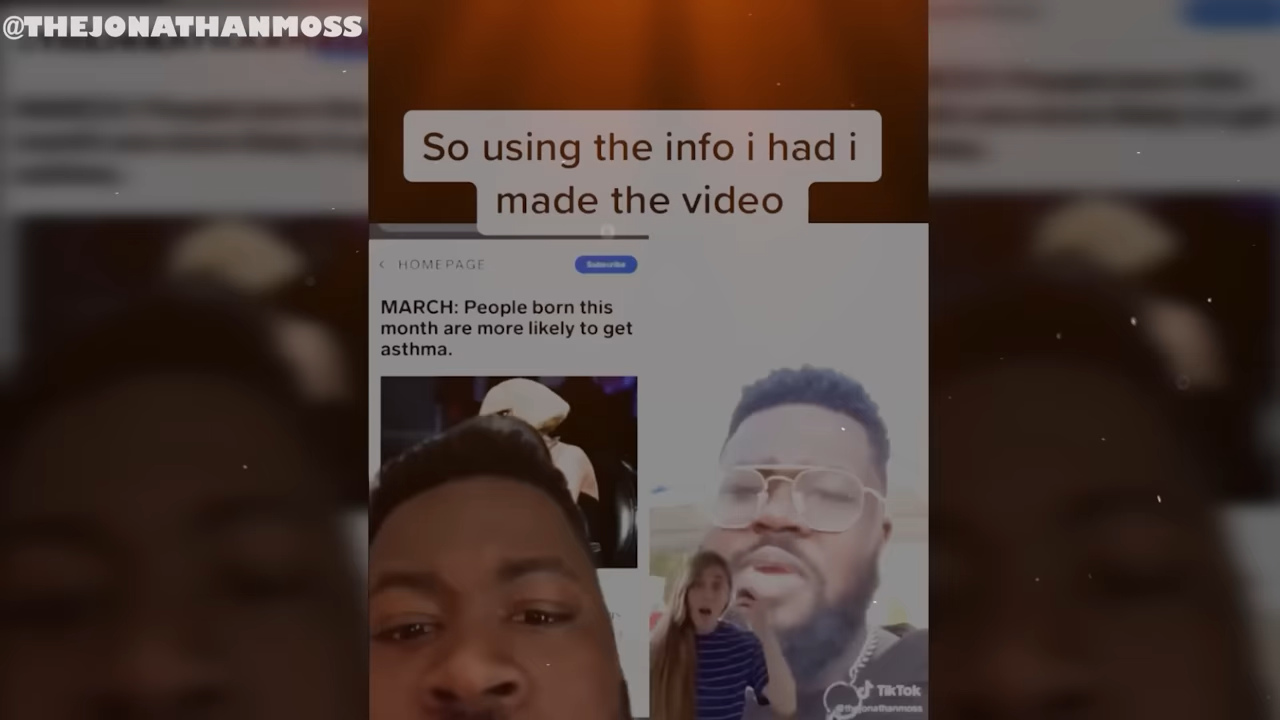 @THEJONATHANMOSS
So using the info i had i
made the video
< HOMEPAGE
Subscribe
MARCH: People born this
month are more likely to get
asthma.
TikTok
@thejonathanmoss